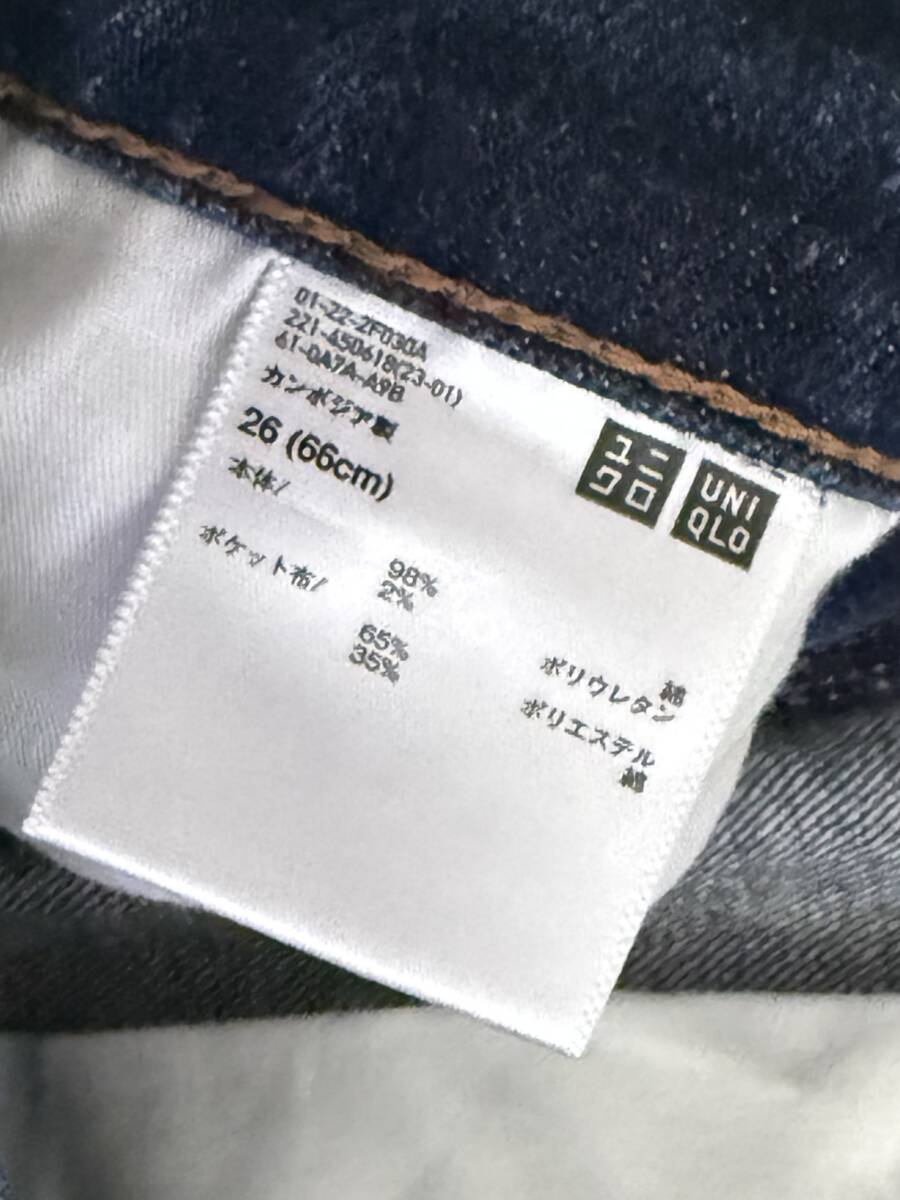 01-22-ZF030A
221-450618(23-01)
61-0A7A-A9B
カンボジア製
26 (66cm)
本体/
98%
綿
2%
ポリウレタン
ポケット布/
65%
ポリエステル
35%
綿
ユニ
クロ
UNI
QLO